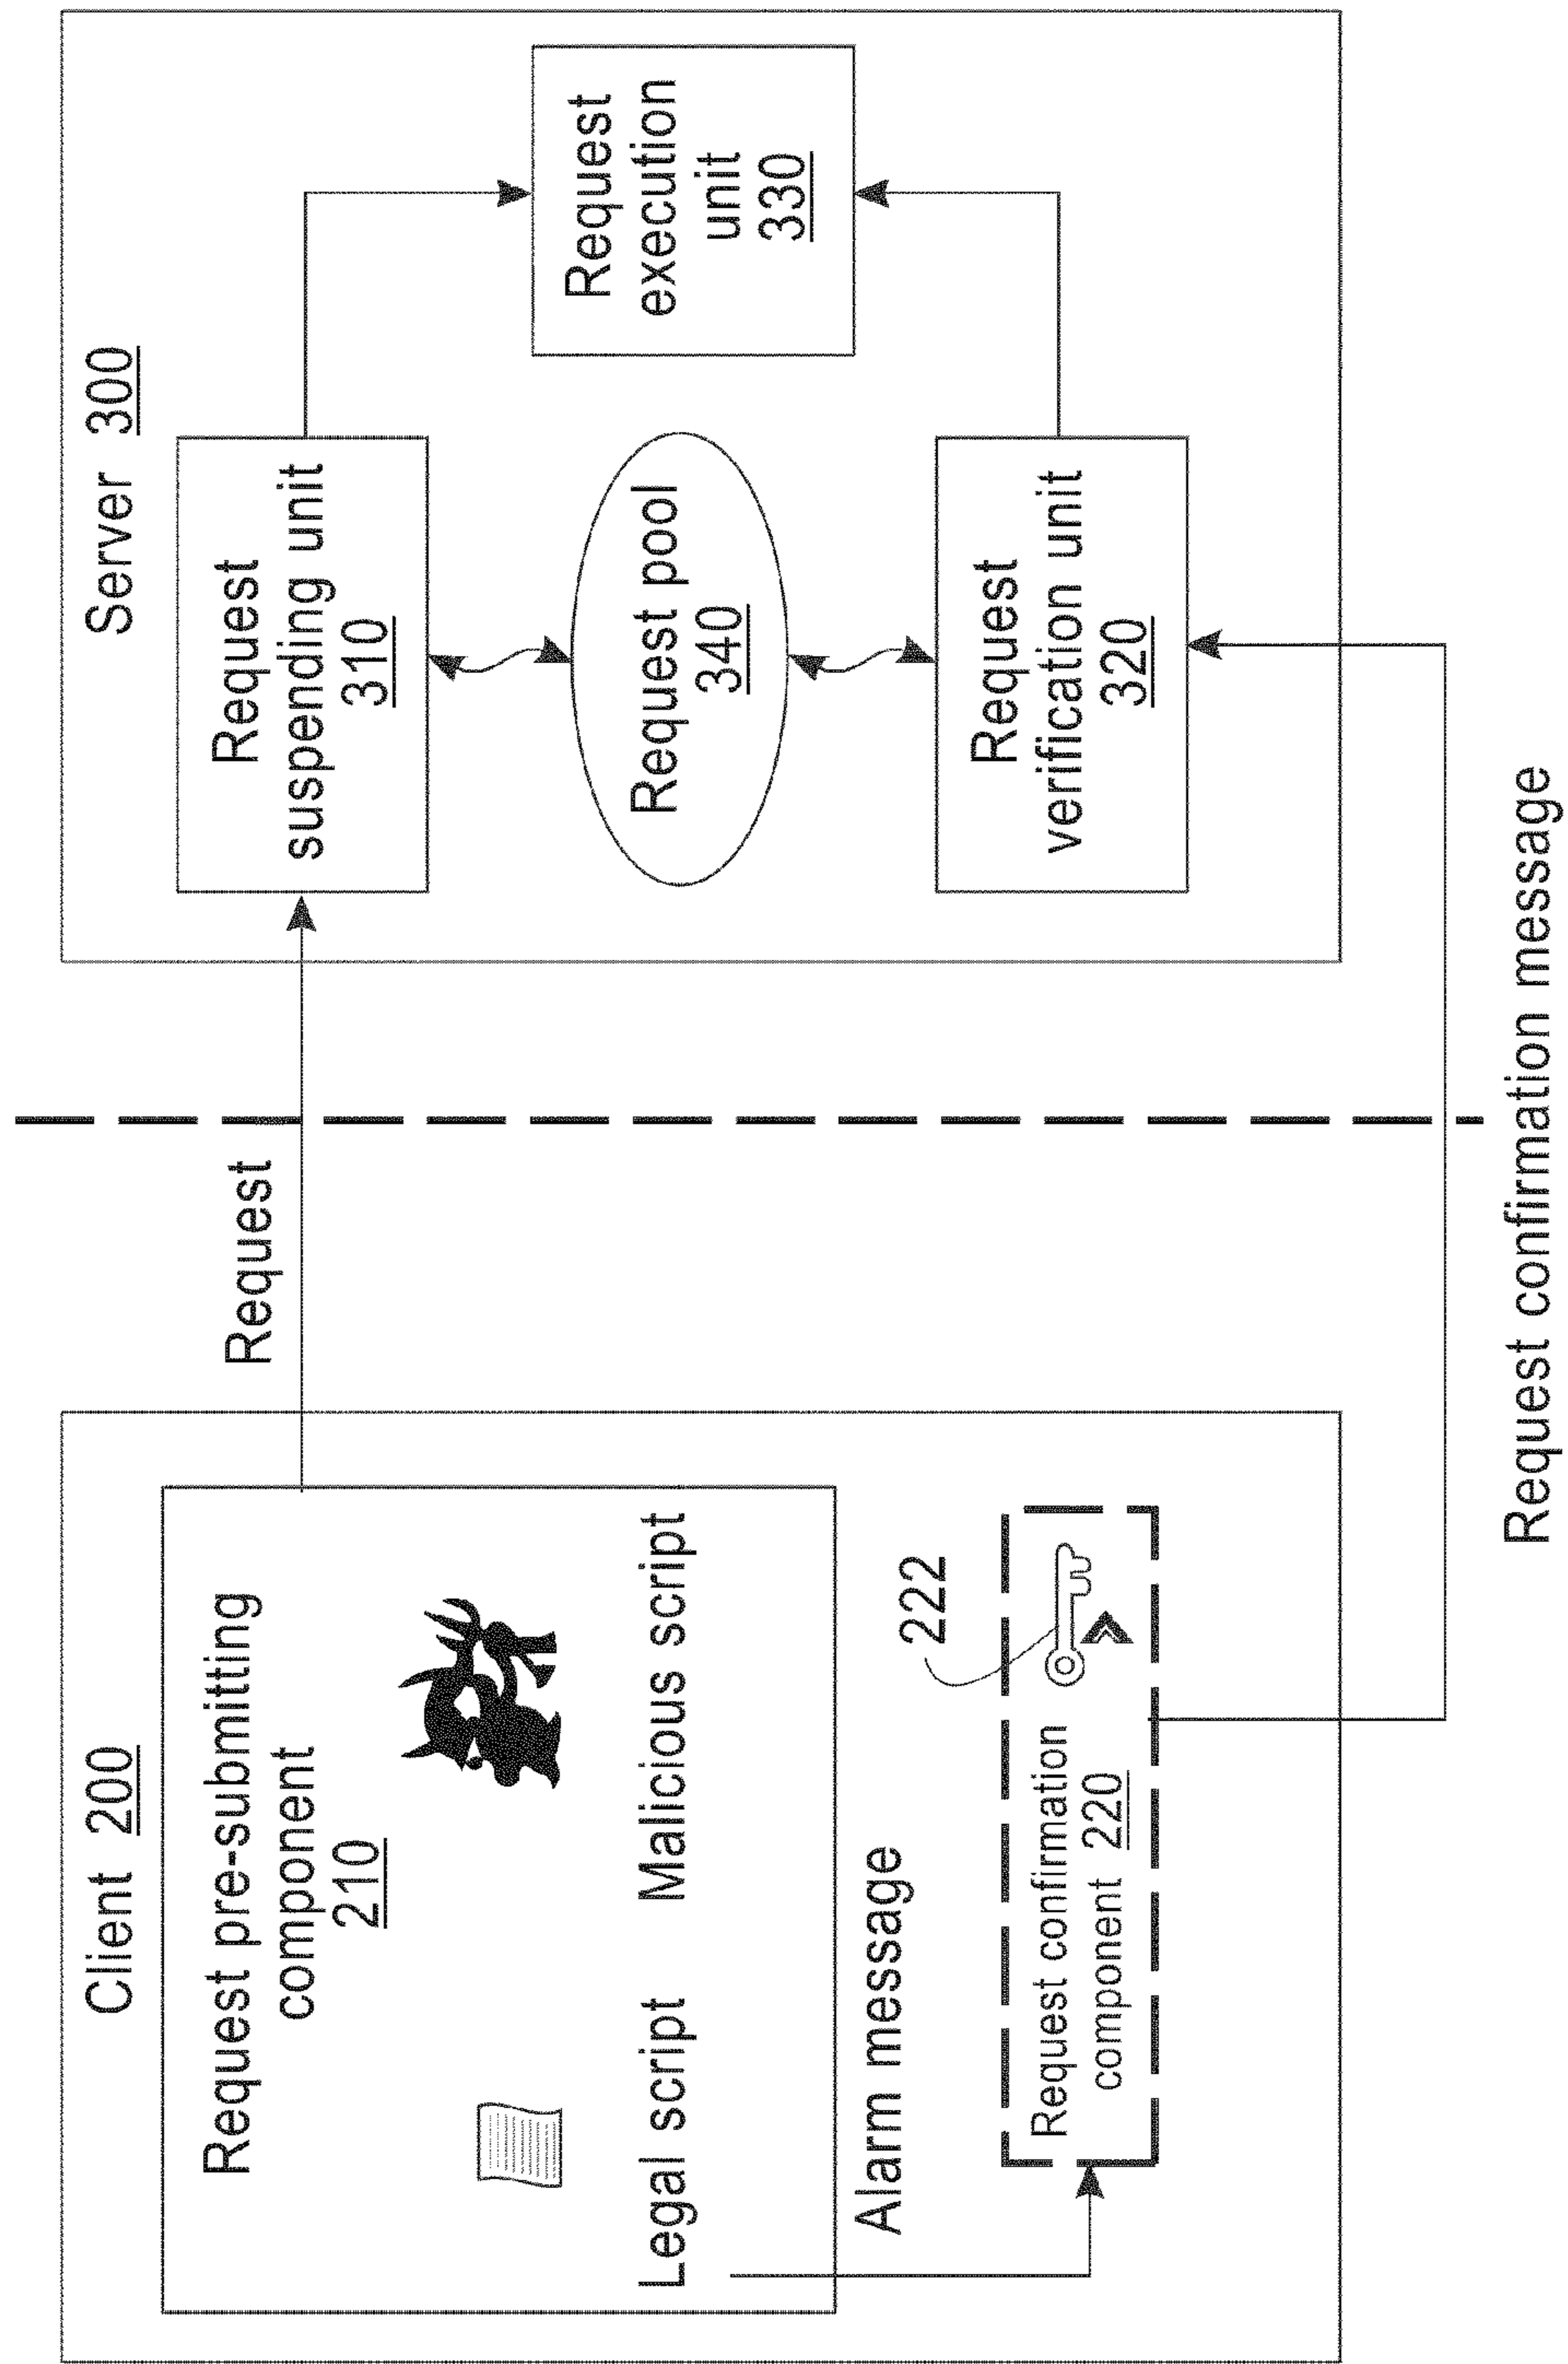 Client 200
Request pre-submitting
component
210
Legal script
Malicious script
Alarm message
222
Request confirmation
component 220
Request
Request confirmation message
Server 300
Request
suspending unit
310
Request pool
340
Request
verification unit
320
Request
execution
unit
330